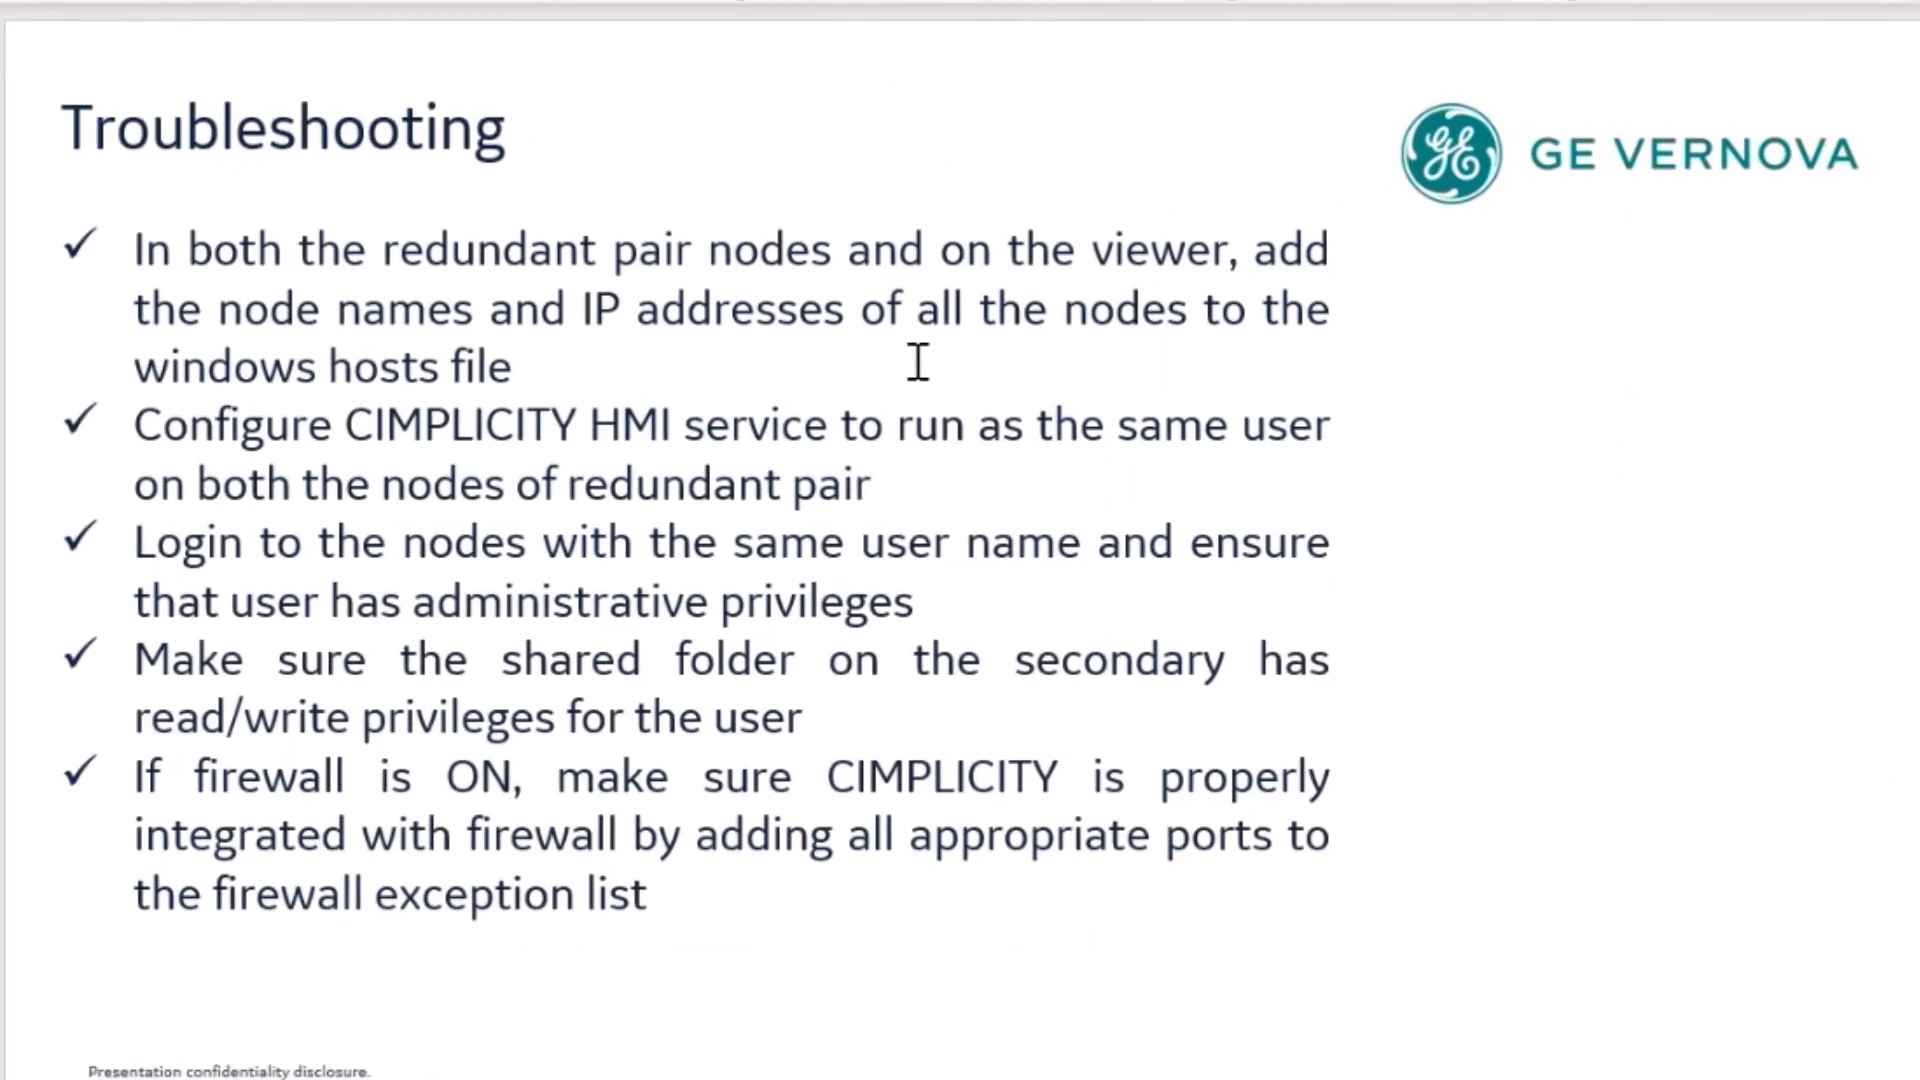 Troubleshooting
GE VERNOVA
✓ In both the redundant pair nodes and on the viewer, add
the node names and IP addresses of all the nodes to the
windows hosts file
✓ Configure CIMPLICITY HMI service to run as the same user
on both the nodes of redundant pair
✓ Login to the nodes with the same user name and ensure
that user has administrative privileges
✓ Make sure the shared folder on the secondary has
read/write privileges for the user
✓ If firewall is ON, make sure CIMPLICITY is properly
integrated with firewall by adding all appropriate ports to
the firewall exception list
Presentation confidentiality disclosure.